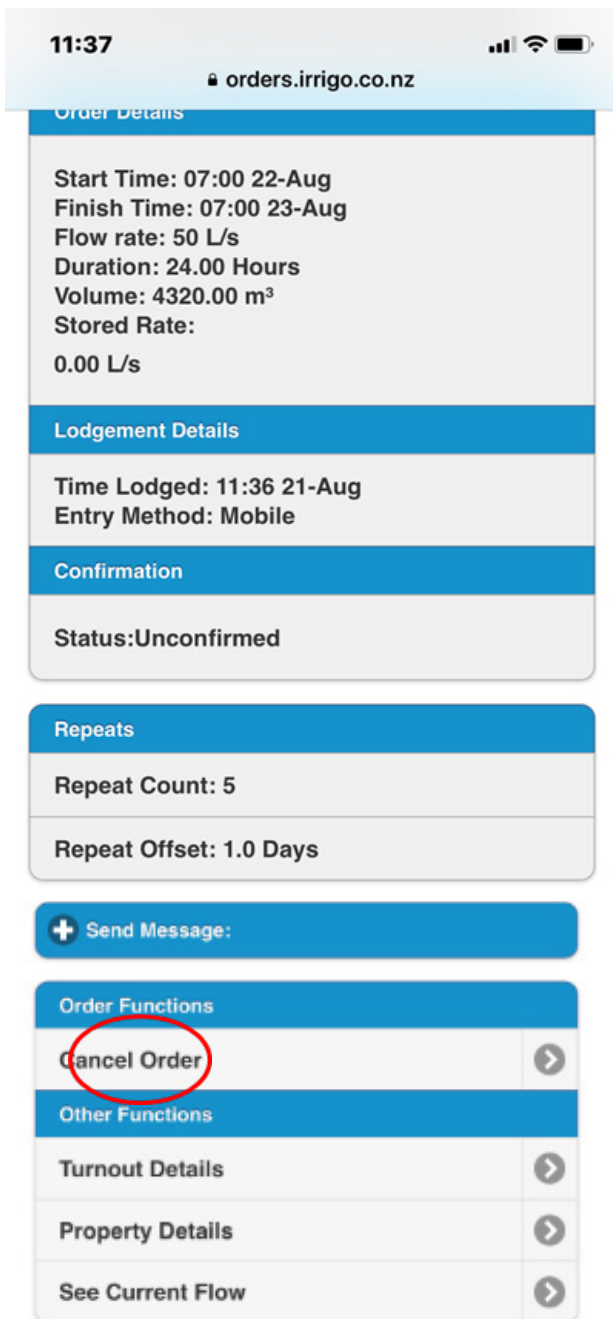 11:37
orders.irrigo.co.nz
Order Details
Start Time: 07:00 22-Aug
Finish Time: 07:00 23-Aug
Flow rate: 50 L/s
Duration: 24.00 Hours
Volume: 4320.00 m³
Stored Rate:
0.00 L/s
Lodgement Details
Time Lodged: 11:36 21-Aug
Entry Method: Mobile
Confirmation
Status:Unconfirmed
Repeats
Repeat Count: 5
Repeat Offset: 1.0 Days
Send Message:
Order Functions
Cancel Order
Other Functions
Turnout Details
Property Details
See Current Flow